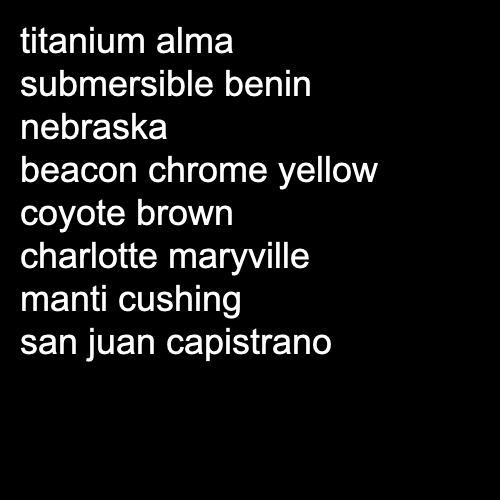 titanium alma
submersible benin
nebraska
beacon chrome yellow
coyote brown
charlotte maryville
manti cushing
san juan capistrano